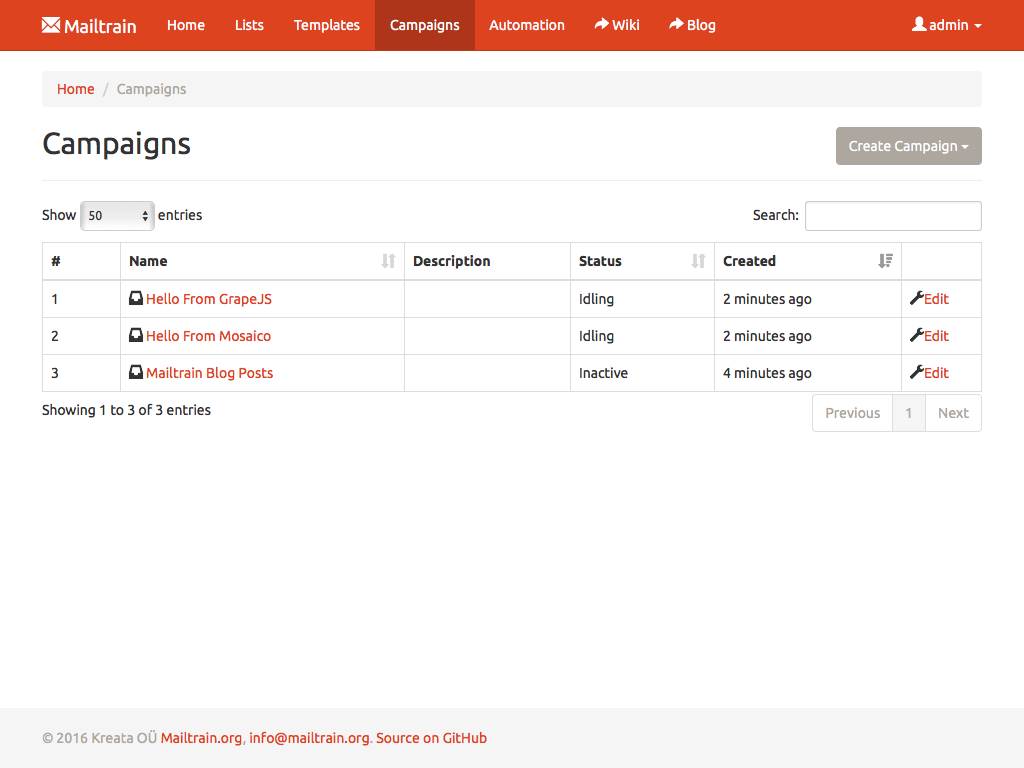 Mailtrain Home Lists Templates Campaigns Automation Wiki Blog admin
Home / Campaigns
Campaigns
Create Campaign
Show 50 entries Search:
# Name Description Status Created
1 Hello From GrapeJS Idling 2 minutes ago Edit
2 Hello From Mosaico Idling 2 minutes ago Edit
3 Mailtrain Blog Posts Inactive 4 minutes ago Edit
Showing 1 to 3 of 3 entries
Previous 1 Next
© 2016 Kreata OÜ Mailtrain.org, info@mailtrain.org. Source on GitHub